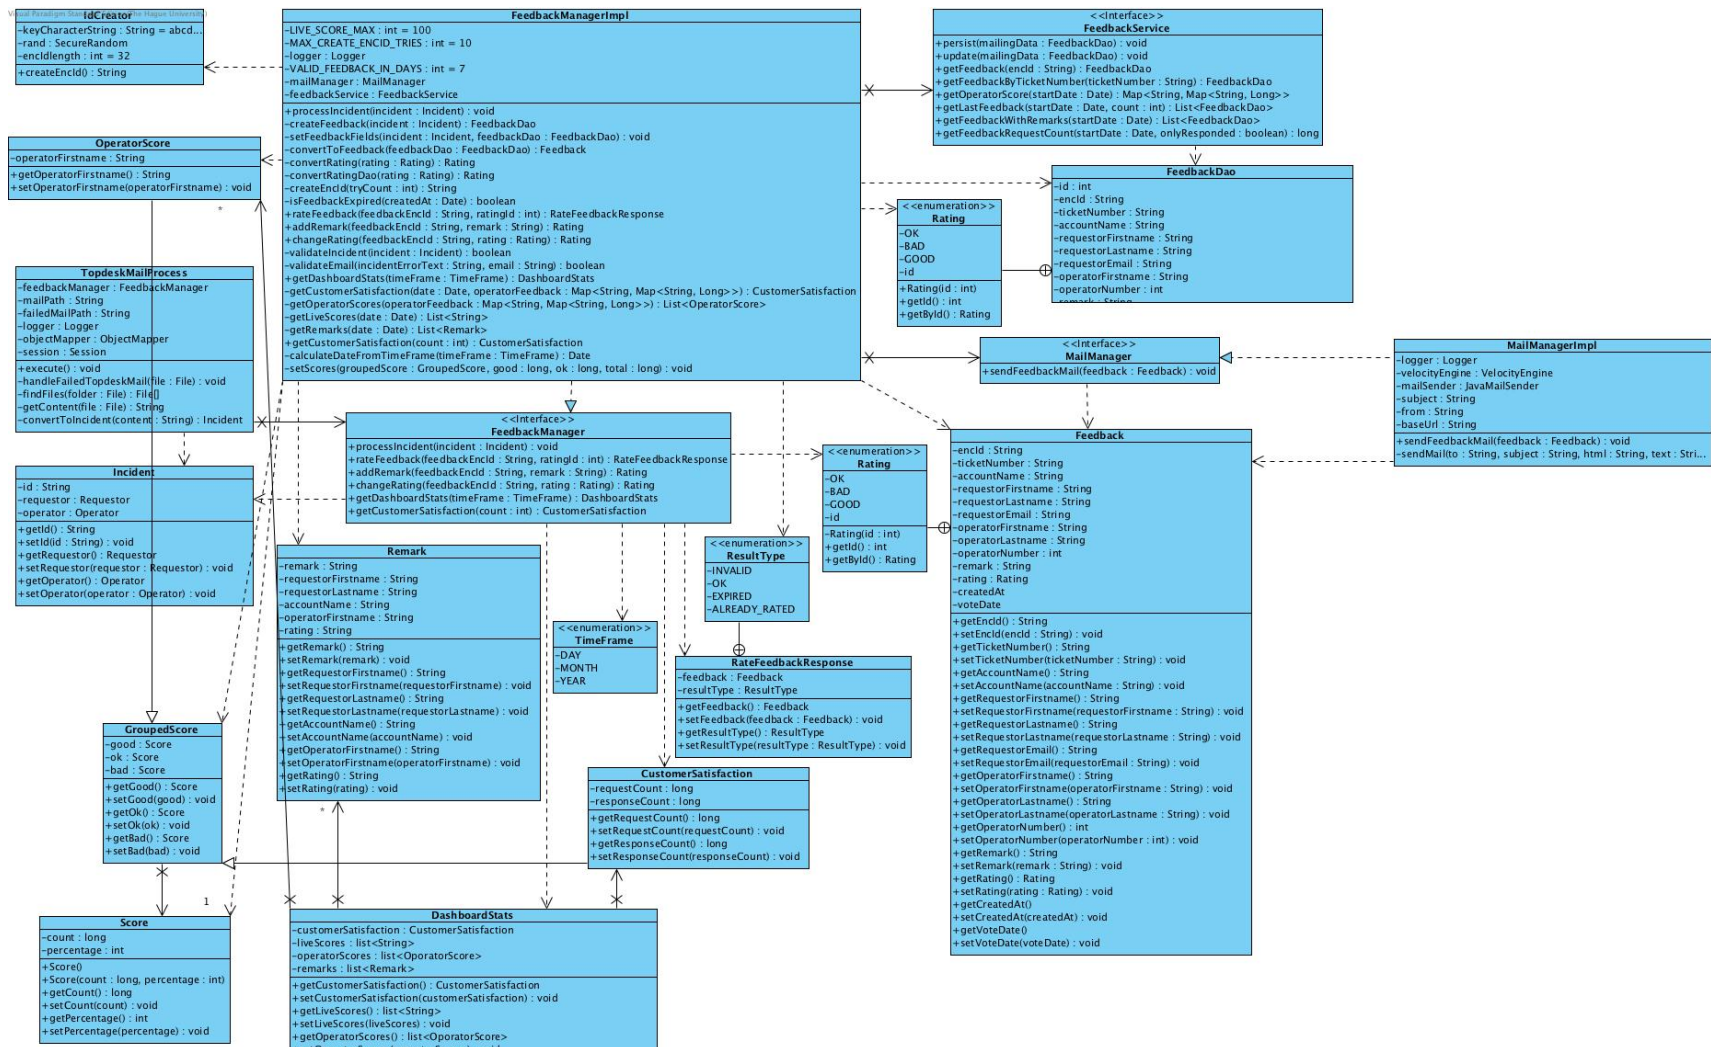 Visual Paradigm Standard (The Hague University)
IdCreator
-keyCharacterString : String = abcd...
-rand : SecureRandom
-encIdlength : int = 32
+createEncId() : String
FeedbackManagerImpl
-LIVE_SCORE_MAX : int = 100
-MAX_CREATE_ENCID_TRIES : int = 10
-logger : Logger
-VALID_FEEDBACK_IN_DAYS : int = 7
-mailManager : MailManager
-feedbackService : FeedbackService
+processIncident(incident : Incident) : void
-createFeedback(incident : Incident) : FeedbackDao
-setFeedbackFields(incident : Incident, feedbackDao : FeedbackDao) : void
-convertToFeedback(feedbackDao : FeedbackDao) : Feedback
-convertRating(rating : Rating) : Rating
-convertRatingDao(rating : Rating) : Rating
-createEncId(tryCount : int) : String
-isFeedbackExpired(createdAt : Date) : boolean
+rateFeedback(feedbackEncId : String, ratingId : int) : RateFeedbackResponse
+addRemark(feedbackEncId : String, remark : String) : Rating
+changeRating(feedbackEncId : String, rating : Rating) : Rating
-validateIncident(incident : Incident) : boolean
-validateEmail(incidentErrorText : String, email : String) : boolean
+getDashboardStats(timeFrame : TimeFrame) : DashboardStats
-getCustomerSatisfaction(date : Date, operatorFeedback : Map<String, Map<String, Long>>) : CustomerSatisfaction
-getOperatorScores(operatorFeedback : Map<String, Map<String, Long>>) : List<OperatorScore>
-getLiveScores(date : Date) : List<String>
-getRemarks(date : Date) : List<Remark>
+getCustomerSatisfaction(count : int) : CustomerSatisfaction
-calculateDateFromTimeFrame(timeFrame : TimeFrame) : Date
-setScores(groupedScore : GroupedScore, good : long, ok : long, total : long) : void
<<Interface>>
FeedbackService
+persist(mailingData : FeedbackDao) : void
+update(mailingData : FeedbackDao) : void
+getFeedback(encId : String) : FeedbackDao
+getFeedbackByTicketNumber(ticketNumber : String) : FeedbackDao
+getOperatorScore(startDate : Date) : Map<String, Map<String, Long>>
+getLastFeedback(startDate : Date, count : int) : List<FeedbackDao>
+getFeedbackWithRemarks(startDate : Date) : List<FeedbackDao>
+getFeedbackRequestCount(startDate : Date, onlyResponded : boolean) : long
OperatorScore
-operatorFirstname : String
+getOperatorFirstname() : String
+setOperatorFirstname(operatorFirstname) : void
*
FeedbackDao
-id : int
-encId : String
-ticketNumber : String
-accountName : String
-requestorFirstname : String
-requestorLastname : String
-requestorEmail : String
-operatorFirstname : String
-operatorNumber : int
-remark : String
<<enumeration>>
Rating
-OK
-BAD
-GOOD
-id
+Rating(id : int)
+getId() : int
+getById() : Rating
TopdeskMailProcess
-feedbackManager : FeedbackManager
-mailPath : String
-failedMailPath : String
-logger : Logger
-objectMapper : ObjectMapper
-session : Session
+execute() : void
-handleFailedTopdeskMail(file : File) : void
-findFiles(folder : File) : File[]
-getContent(file : File) : String
-convertToIncident(content : String) : Incident
<<Interface>>
MailManager
+sendFeedbackMail(feedback : Feedback) : void
MailManagerImpl
-logger : Logger
-velocityEngine : VelocityEngine
-mailSender : JavaMailSender
-subject : String
-from : String
-baseUrl : String
+sendFeedbackMail(feedback : Feedback) : void
-sendMail(to : String, subject : String, html : String, text : Stri...
<<Interface>>
FeedbackManager
+processIncident(incident : Incident) : void
+rateFeedback(feedbackEncId : String, ratingId : int) : RateFeedbackResponse
+addRemark(feedbackEncId : String, remark : String) : Rating
+changeRating(feedbackEncId : String, rating : Rating) : Rating
+getDashboardStats(timeFrame : TimeFrame) : DashboardStats
+getCustomerSatisfaction(count : int) : CustomerSatisfaction
<<enumeration>>
Rating
-OK
-BAD
-GOOD
-id
-Rating(id : int)
+getId() : int
+getById() : Rating
Feedback
-encId : String
-ticketNumber : String
-accountName : String
-requestorFirstname : String
-requestorLastname : String
-requestorEmail : String
-operatorFirstname : String
-operatorLastname : String
-operatorNumber : int
-remark : String
-rating : Rating
-createdAt
-voteDate
+getEncId() : String
+setEncId(encId : String) : void
+getTicketNumber() : String
+setTicketNumber(ticketNumber : String) : void
+getAccountName() : String
+setAccountName(accountName : String) : void
+getRequestorFirstname() : String
+setRequestorFirstname(requestorFirstname : String) : void
+getRequestorLastname() : String
+setRequestorLastname(requestorLastname : String) : void
+getRequestorEmail() : String
+setRequestorEmail(requestorEmail : String) : void
+getOperatorFirstname() : String
+setOperatorFirstname(operatorFirstname : String) : void
+getOperatorLastname() : String
+setOperatorLastname(operatorLastname : String) : void
+getOperatorNumber() : int
+setOperatorNumber(operatorNumber : int) : void
+getRemark() : String
+setRemark(remark : String) : void
+getRating() : Rating
+setRating(rating : Rating) : void
+getCreatedAt()
+setCreatedAt(createdAt) : void
+getVoteDate()
+setVoteDate(voteDate) : void
Incident
-id : String
-requestor : Requestor
-operator : Operator
+getId() : String
+setId(id : String) : void
+getRequestor() : Requestor
+setRequestor(requestor : Requestor) : void
+getOperator() : Operator
+setOperator(operator : Operator) : void
Remark
-remark : String
-requestorFirstname : String
-requestorLastname : String
-accountName : String
-operatorFirstname : String
-rating : String
+getRemark() : String
+setRemark(remark) : void
+getRequestorFirstname() : String
+setRequestorFirstname(requestorFirstname) : void
+getRequestorLastname() : String
+setRequestorLastname(requestorLastname) : void
+getAccountName() : String
+setAccountName(accountName) : void
+getOperatorFirstname() : String
+setOperatorFirstname(operatorFirstname) : void
+getRating() : String
+setRating(rating) : void
*
<<enumeration>>
ResultType
-INVALID
-OK
-EXPIRED
-ALREADY_RATED
<<enumeration>>
TimeFrame
-DAY
-MONTH
-YEAR
RateFeedbackResponse
-feedback : Feedback
-resultType : ResultType
+getFeedback() : Feedback
+setFeedback(feedback : Feedback) : void
+getResultType() : ResultType
+setResultType(resultType : ResultType) : void
GroupedScore
-good : Score
-ok : Score
-bad : Score
+getGood() : Score
+setGood(good) : void
+getOk() : Score
+setOk(ok) : void
+getBad() : Score
+setBad(bad) : void
CustomerSatisfaction
-requestCount : long
-responseCount : long
+getRequestCount() : long
+setRequestCount(requestCount) : void
+getResponseCount() : long
+setResponseCount(responseCount) : void
1
Score
-count : long
-percentage : int
+Score()
+Score(count : long, percentage : int)
+getCount() : long
+setCount(count) : void
+getPercentage() : int
+setPercentage(percentage) : void
DashboardStats
-customerSatisfaction : CustomerSatisfaction
-liveScores : list<String>
-operatorScores : list<OporatorScore>
-remarks : list<Remark>
+getCustomerSatisfaction() : CustomerSatisfaction
+setCustomerSatisfaction(customerSatisfaction) : void
+getLiveScores() : list<String>
+setLiveScores(liveScores) : void
+getOperatorScores() : list<OporatorScore>